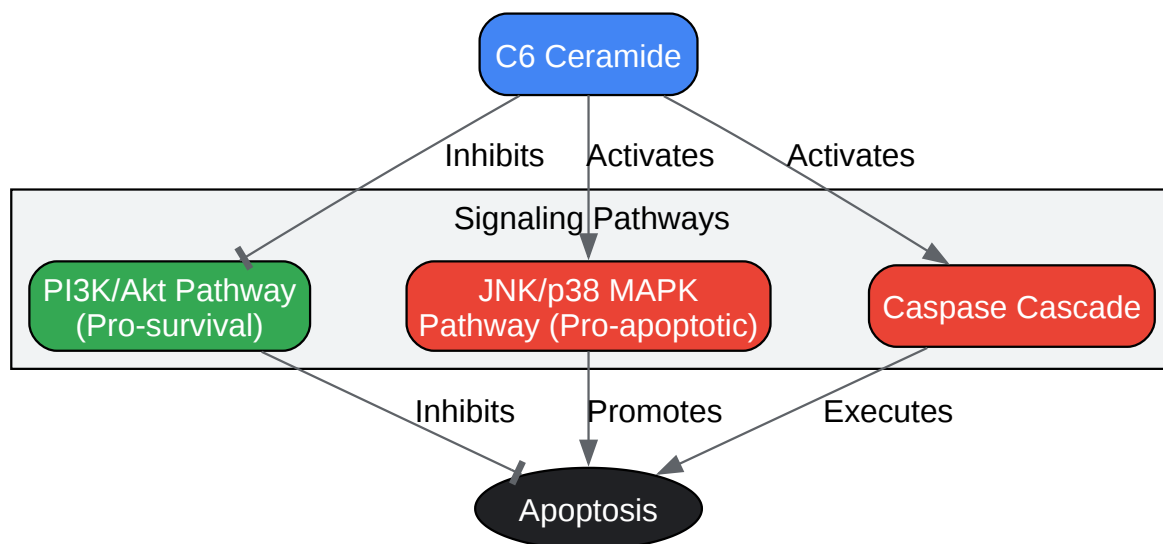 C6 Ceramide
Inhibits
Activates
Activates
Signaling Pathways
PI3K/Akt Pathway
(Pro-survival)
JNK/p38 MAPK
Pathway (Pro-apoptotic)
Caspase Cascade
Inhibits
Promotes
Executes
Apoptosis